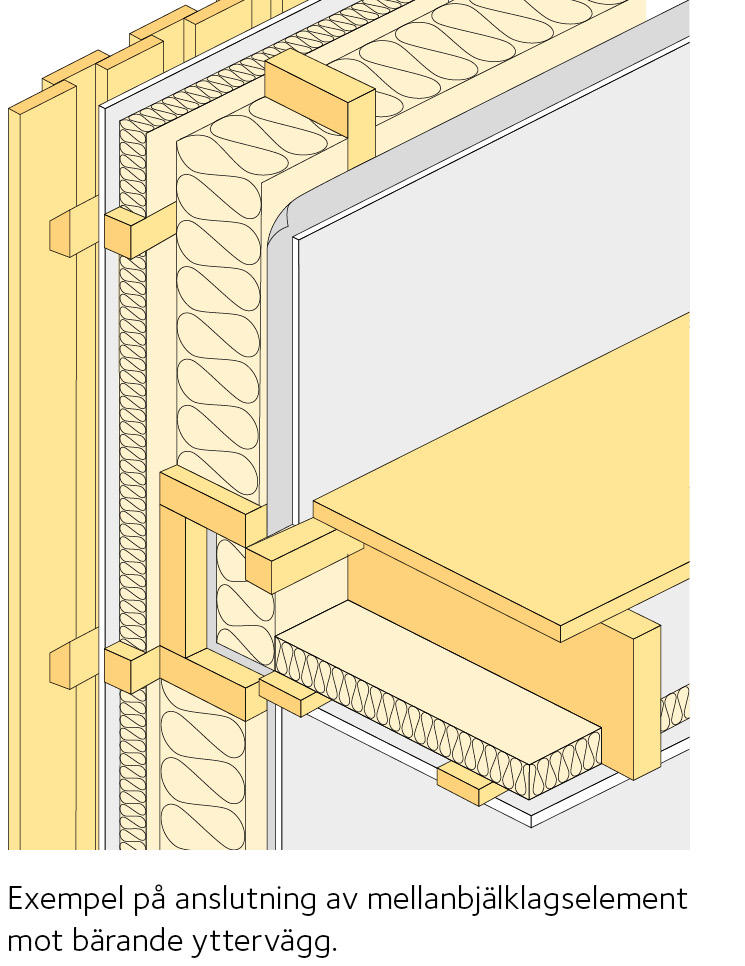 Exempel på anslutning av mellanbjälklagselement
mot bärande yttervägg.